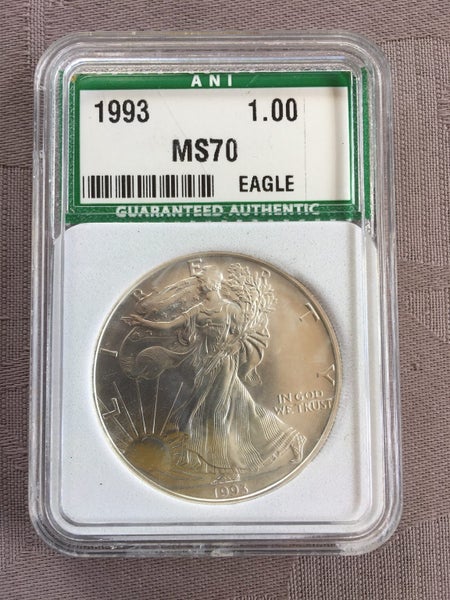 ANI
1993 1.00
MS70
EAGLE
GUARANTEED AUTHENTIC
LIBERTY
IN GOD
WE TRUST
1993